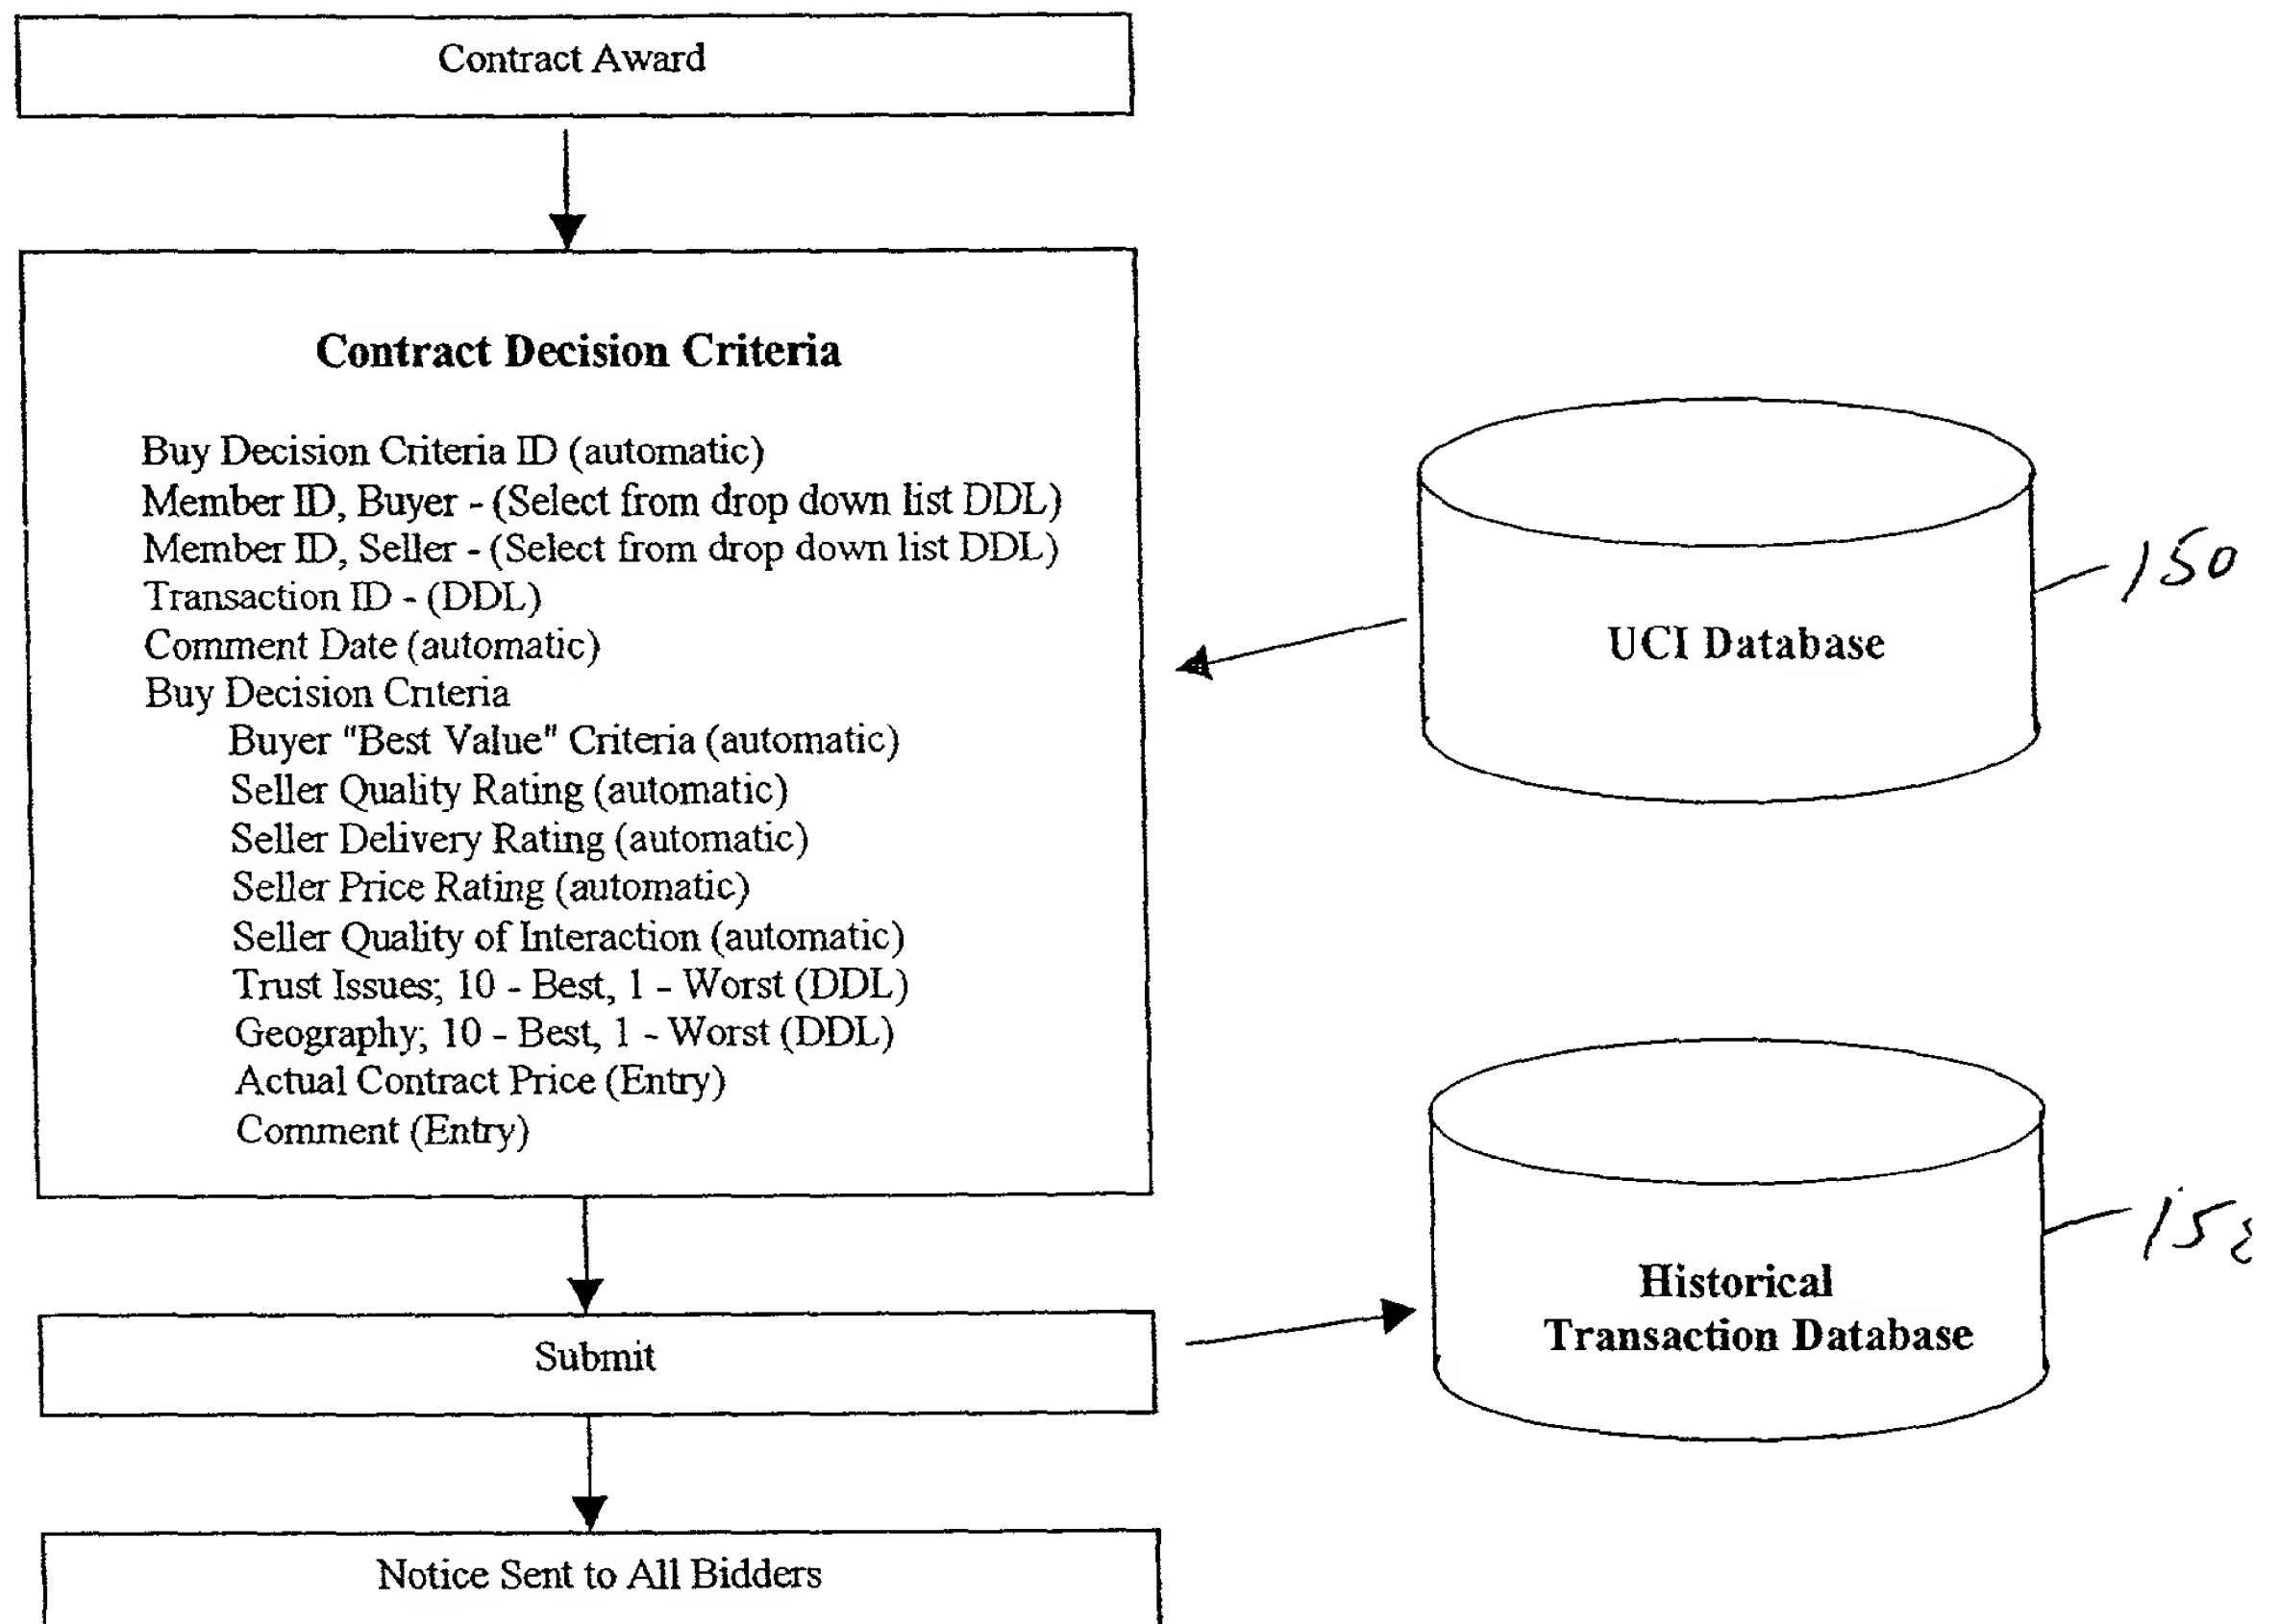 Contract Award
Contract Decision Criteria
Buy Decision Criteria ID (automatic)
Member ID, Buyer - (Select from drop down list DDL)
Member ID, Seller - (Select from drop down list DDL)
Transaction ID - (DDL)
Comment Date (automatic)
Buy Decision Criteria
Buyer "Best Value" Criteria (automatic)
Seller Quality Rating (automatic)
Seller Delivery Rating (automatic)
Seller Price Rating (automatic)
Seller Quality of Interaction (automatic)
Trust Issues; 10 - Best, 1 - Worst (DDL)
Geography; 10 - Best, 1 - Worst (DDL)
Actual Contract Price (Entry)
Comment (Entry)
UCI Database
150
Historical
Transaction Database
Submit
Notice Sent to All Bidders